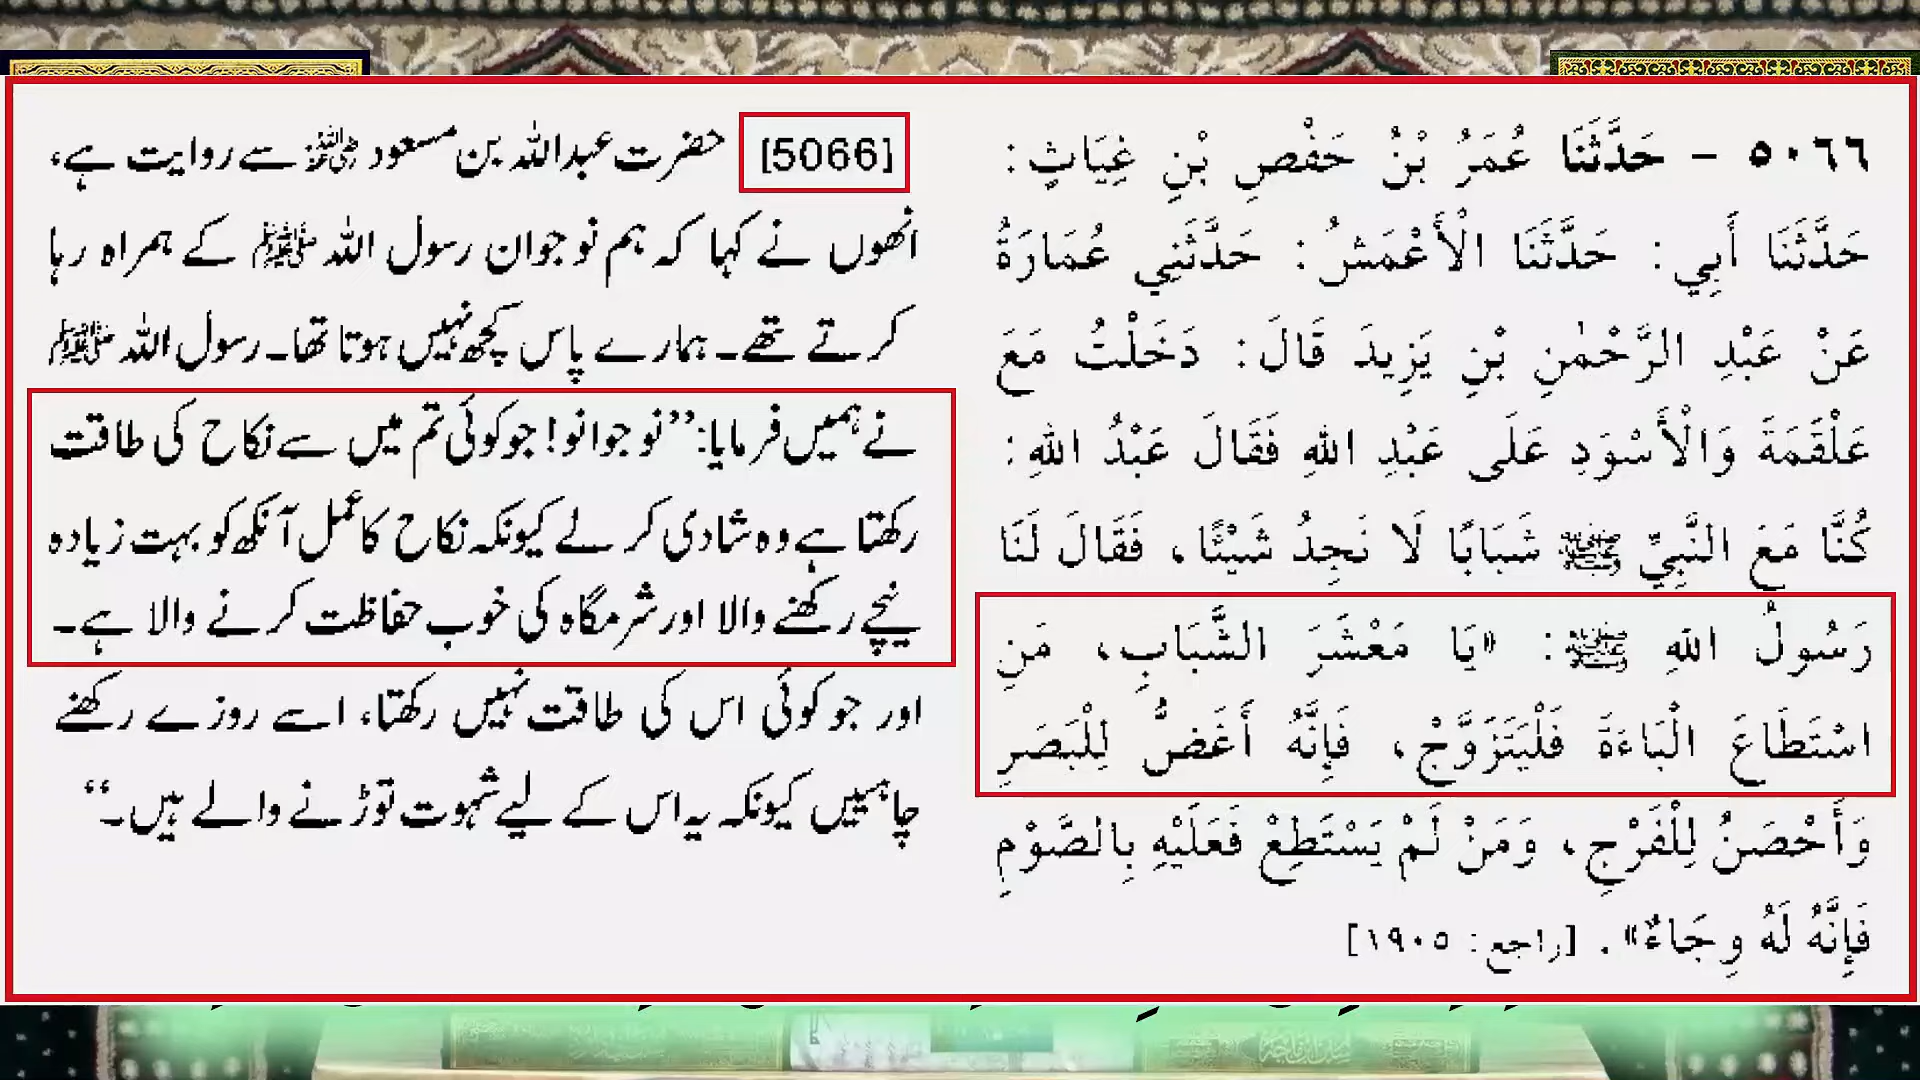 ٥٠٦٦ - حَدَّثَنَا عُمَرُ بْنُ حَفْصِ بْنِ غِيَاثٍ:
حَدَّثَنَا أَبِي: حَدَّثَنَا الْأَعْمَشُ: حَدَّثَنِي عُمَارَةُ
عَنْ عَبْدِ الرَّحْمٰنِ بْنِ يَزِيدَ قَالَ: دَخَلْتُ مَعَ
عَلْقَمَةَ وَالْأَسْوَدِ عَلَى عَبْدِ اللهِ فَقَالَ عَبْدُ اللهِ:
كُنَّا مَعَ النَّبِيِّ ﷺ شَبَابًا لَا نَجِدُ شَيْئًا، فَقَالَ لَنَا
رَسُولُ اللهِ ﷺ: «يَا مَعْشَرَ الشَّبَابِ، مَنِ
اسْتَطَاعَ الْبَاءَةَ فَلْيَتَزَوَّجْ، فَإِنَّهُ أَغَضُّ لِلْبَصَرِ
وَأَحْصَنُ لِلْفَرْجِ، وَمَنْ لَمْ يَسْتَطِعْ فَعَلَيْهِ بِالصَّوْمِ
فَإِنَّهُ لَهُ وِجَاءٌ». [راجع: ١٩٠٥]
[5066] حضرت عبداللہ بن مسعود رضی اللہ عنہ سے روایت ہے،
انھوں نے کہا کہ ہم نوجوان رسول اللہ ﷺ کے ہمراہ رہا
کرتے تھے۔ ہمارے پاس کچھ نہیں ہوتا تھا۔ رسول اللہ ﷺ
نے ہمیں فرمایا: ”نوجوانو! جو کوئی تم میں سے نکاح کی طاقت
رکھتا ہے وہ شادی کر لے کیونکہ نکاح کا عمل آنکھ کو بہت زیادہ
نیچے رکھنے والا اور شرمگاہ کی خوب حفاظت کرنے والا ہے۔
اور جو کوئی اس کی طاقت نہیں رکھتا، اسے روزے رکھنے
چاہییں کیونکہ یہ اس کے لیے شہوت توڑنے والے ہیں۔“